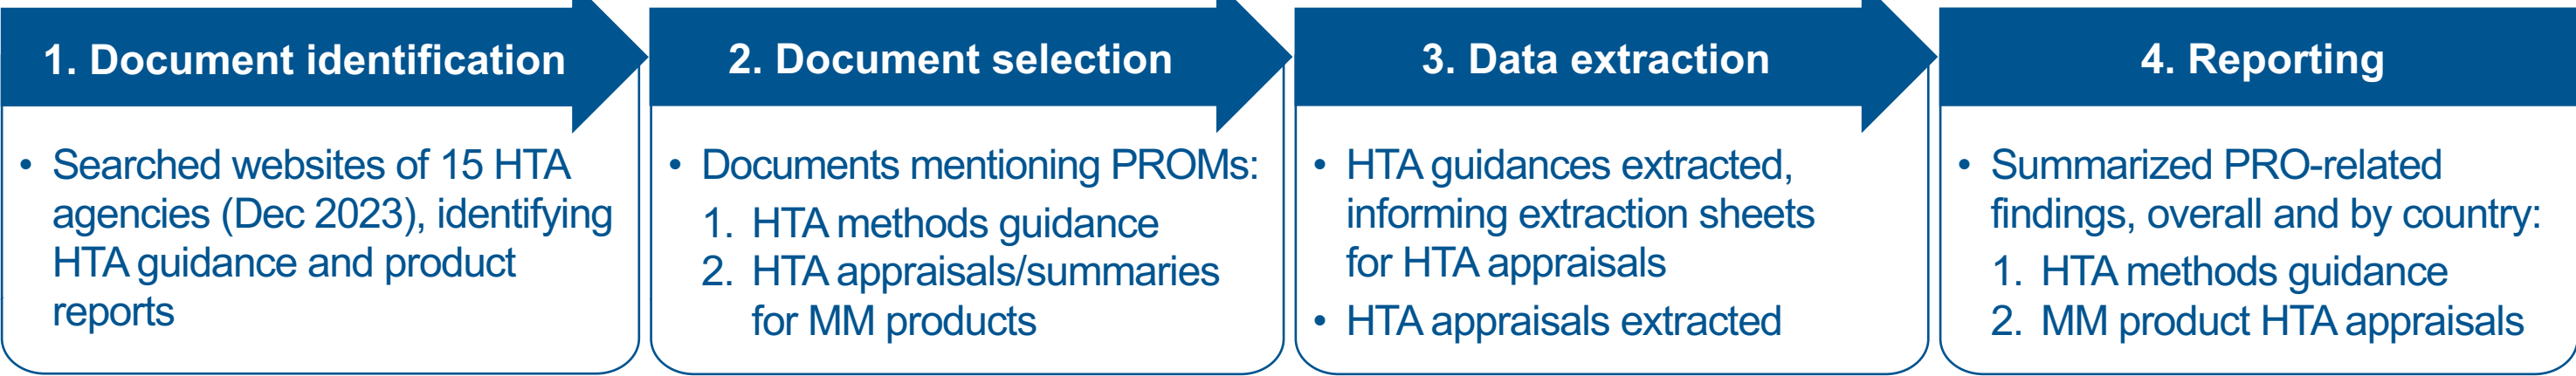 1. Document identification
• Searched websites of 15 HTA
agencies (Dec 2023), identifying
HTA guidance and product
reports
2. Document selection
• Documents mentioning PROMs:
1. HTA methods guidance
2. HTA appraisals/summaries
for MM products
3. Data extraction
• HTA guidances extracted,
informing extraction sheets
for HTA appraisals
• HTA appraisals extracted
4. Reporting
• Summarized PRO-related
findings, overall and by country:
1. HTA methods guidance
2. MM product HTA appraisals